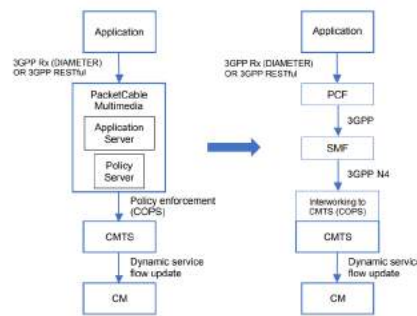 Application
3GPP Rx (DIAMETER)
OR 3GPP RESTful
PacketCable
Multimedia
Application
Server
Policy
Server
Policy enforcement
(COPS)
CMTS
Dynamic service
flow update
CM
Application
3GPP Rx (DIAMETER)
OR 3GPP RESTful
PCF
3GPP
SMF
3GPP N4
Interworking to
CMTS (COPS)
CMTS
Dynamic service
flow update
CM